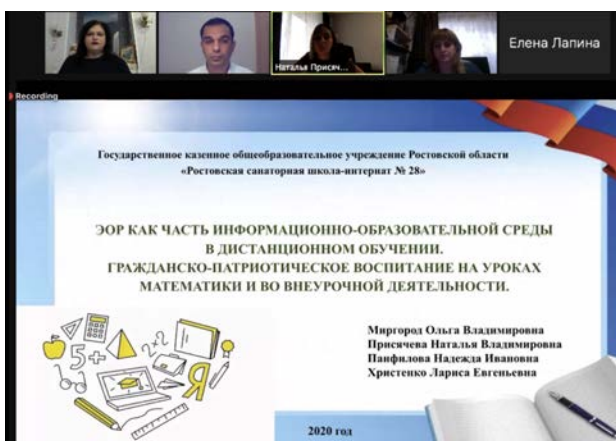 Елена Лапина
Наталья Присяч...
Recording
Государственное казенное общеобразовательное учреждение Ростовской области
«Ростовская санаторная школа-интернат № 28»
ЭОР КАК ЧАСТЬ ИНФОРМАЦИОННО-ОБРАЗОВАТЕЛЬНОЙ СРЕДЫ
В ДИСТАНЦИОННОМ ОБУЧЕНИИ.
ГРАЖДАНСКО-ПАТРИОТИЧЕСКОЕ ВОСПИТАНИЕ НА УРОКАХ
МАТЕМАТИКИ И ВО ВНЕУРОЧНОЙ ДЕЯТЕЛЬНОСТИ.
Миргород Ольга Владимировна
Присячева Наталья Владимировна
Панфилова Надежда Ивановна
Христенко Лариса Евгеньевна
5+
22
Я
2020 год